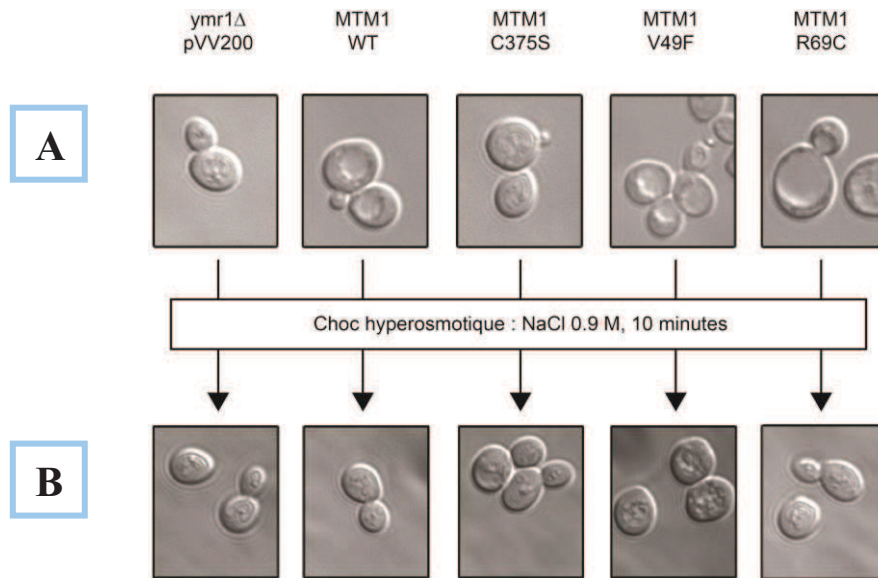 ymr1Δ
pVV200
MTM1
WT
MTM1
C375S
MTM1
V49F
MTM1
R69C
A
Choc hyperosmotique : NaCl 0.9 M, 10 minutes
B